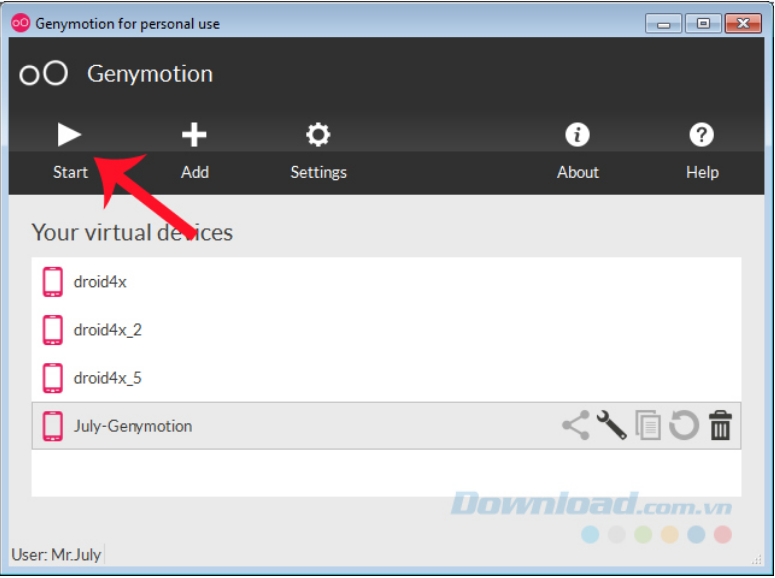 Genymotion for personal use
Genymotion
Start Add Settings About Help
Your virtual devices
droid4x
droid4x_2
droid4x_5
July-Genymotion
Download.com.vn
User: Mr.July